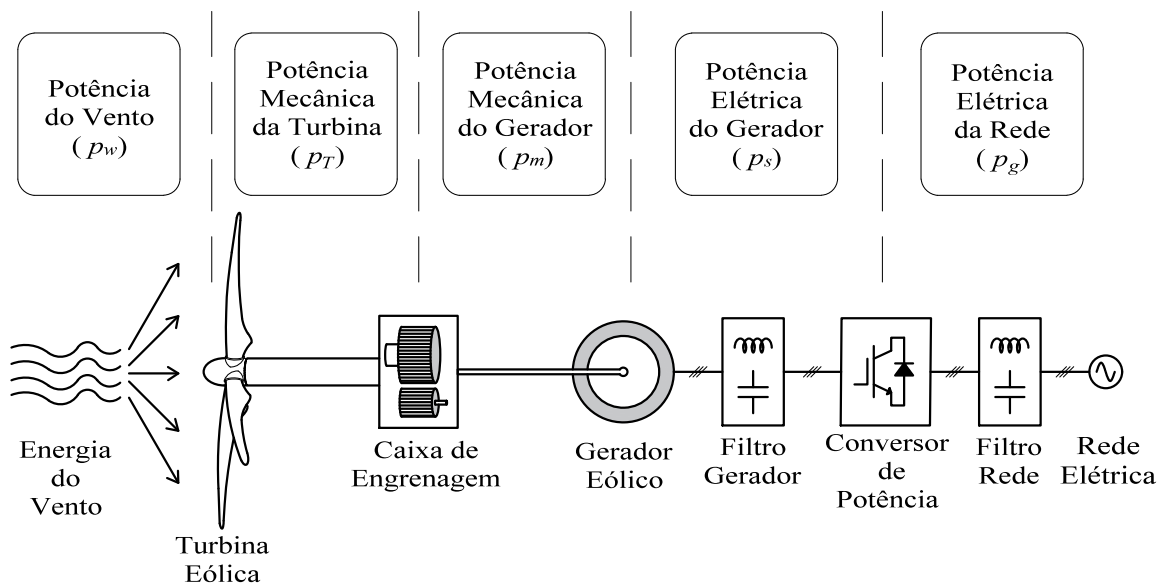 Potência
do Vento
( pw)
Potência
Mecânica
da Turbina
( pT)
Potência
Mecânica
do Gerador
( pm)
Potência
Elétrica
do Gerador
( ps)
Potência
Elétrica
da Rede
( pg)
Energia
do
Vento
Turbina
Eólica
Caixa de
Engrenagem
Gerador
Eólico
Filtro
Gerador
Conversor
de
Potência
Filtro
Rede
Rede
Elétrica